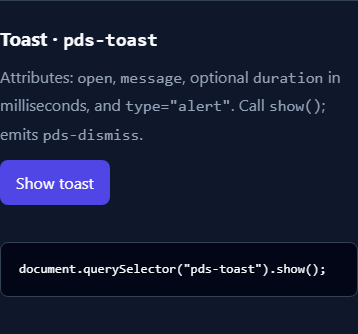 Toast · pds-toast
Attributes: open, message, optional duration in
milliseconds, and type="alert". Call show();
emits pds-dismiss.
Show toast
document.querySelector("pds-toast").show();